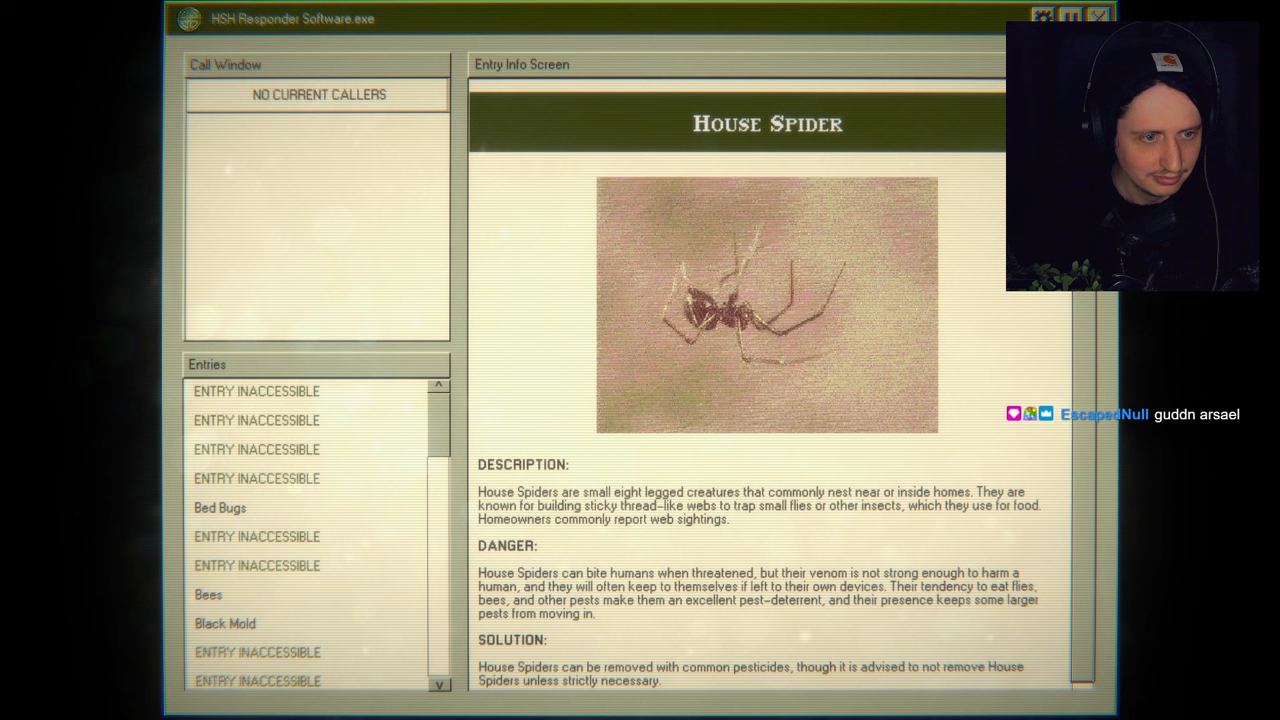 HSH Responder Software.exe
Call Window
NO CURRENT CALLERS
Entries
ENTRY INACCESSIBLE
ENTRY INACCESSIBLE
ENTRY INACCESSIBLE
ENTRY INACCESSIBLE
Bed Bugs
ENTRY INACCESSIBLE
ENTRY INACCESSIBLE
Bees
Black Mold
ENTRY INACCESSIBLE
ENTRY INACCESSIBLE
Entry Info Screen
House Spider
DESCRIPTION:
House Spiders are small eight legged creatures that commonly nest near or inside homes. They are
known for building sticky thread-like webs to trap small flies or other insects, which they use for food.
Homeowners commonly report web sightings.
DANGER:
House Spiders can bite humans when threatened, but their venom is not strong enough to harm a
human, and they will often keep to themselves if left to their own devices. Their tendency to eat flies,
bees, and other pests make them an excellent pest-deterrent, and their presence keeps some larger
pests from moving in.
SOLUTION:
House Spiders can be removed with common pesticides, though it is advised to not remove House
Spiders unless strictly necessary.
EscapedNull guddn arsael